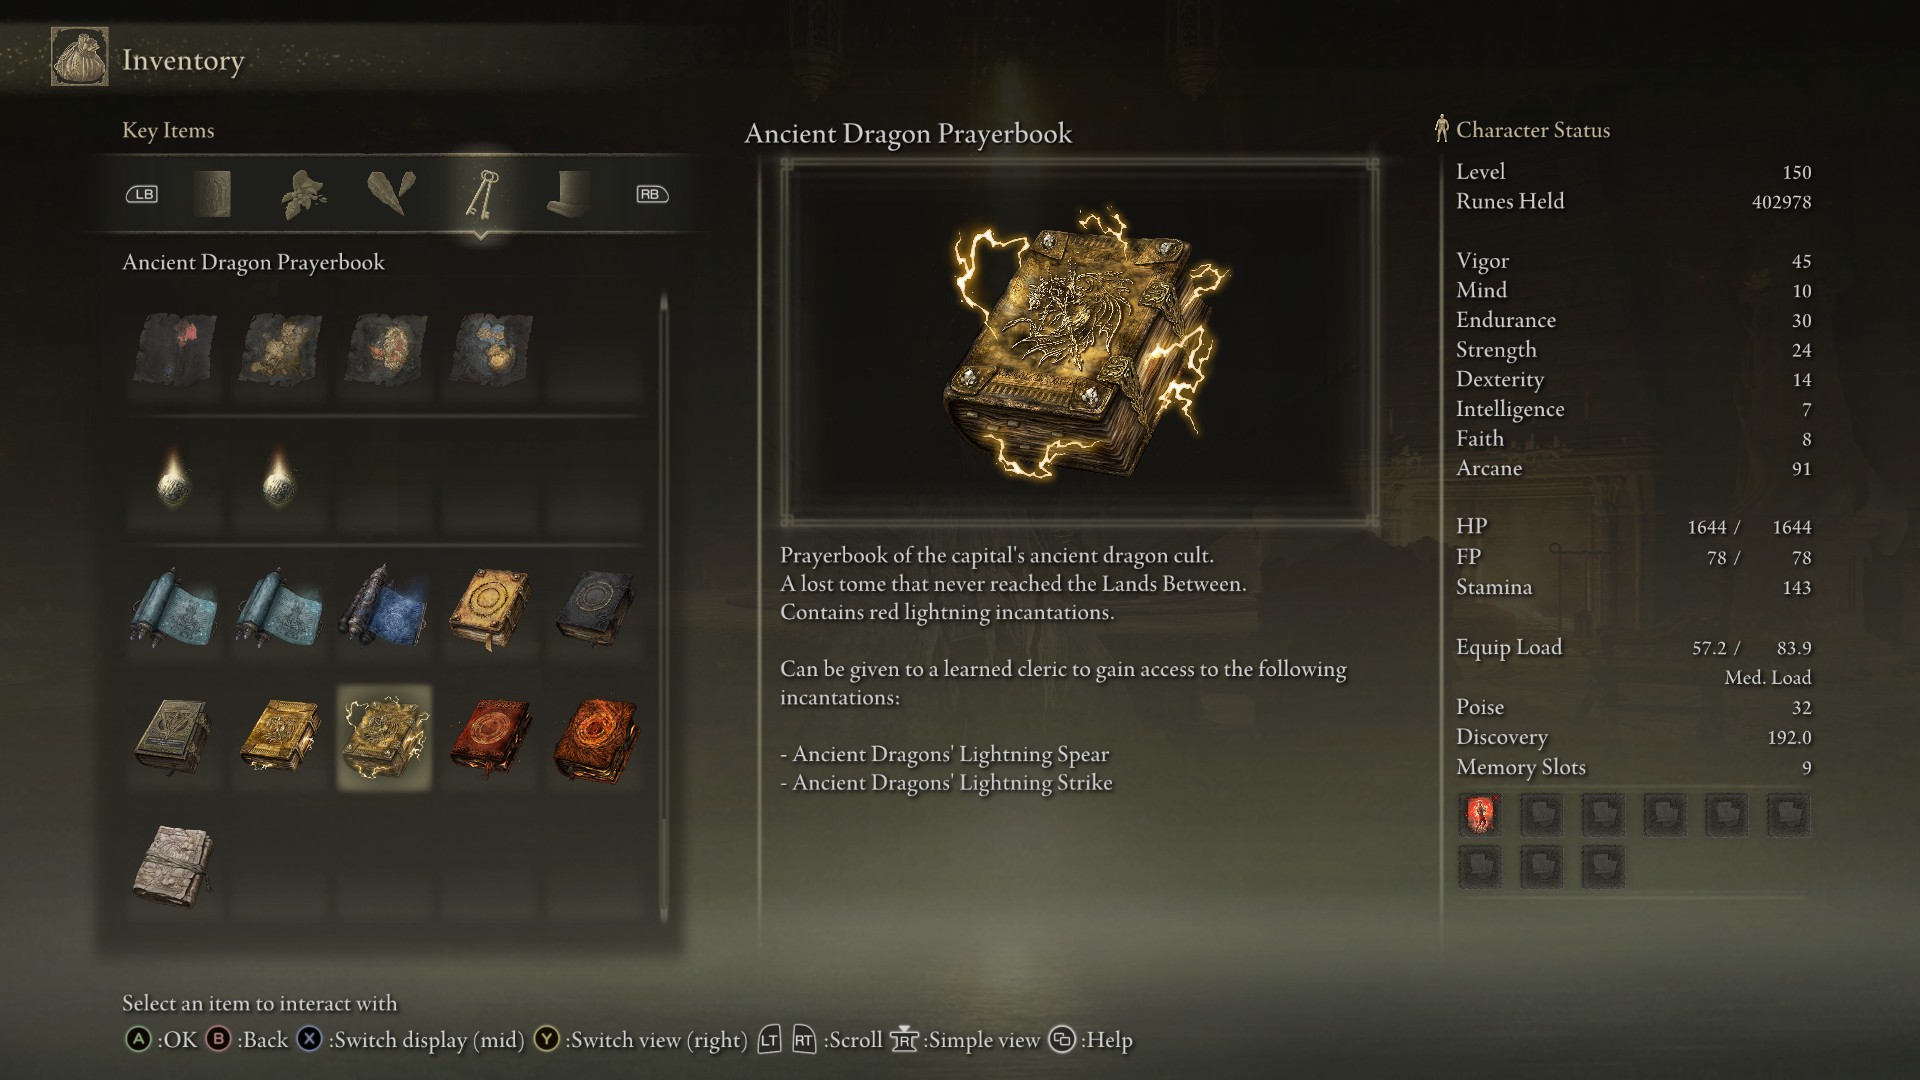 Inventory
Key Items
LB
RB
Ancient Dragon Prayerbook
Ancient Dragon Prayerbook
Prayerbook of the capital's ancient dragon cult.
A lost tome that never reached the Lands Between.
Contains red lightning incantations.
Can be given to a learned cleric to gain access to the following
incantations:
- Ancient Dragons' Lightning Spear
- Ancient Dragons' Lightning Strike
Character Status
Level 150
Runes Held 402978
Vigor 45
Mind 10
Endurance 30
Strength 24
Dexterity 14
Intelligence 7
Faith 8
Arcane 91
HP 1644 / 1644
FP 78 / 78
Stamina 143
Equip Load 57.2 / 83.9
Med. Load
Poise 32
Discovery 192.0
Memory Slots 9
Select an item to interact with
A :OK B :Back X :Switch display (mid) Y :Switch view (right) LT RT :Scroll R :Simple view :Help